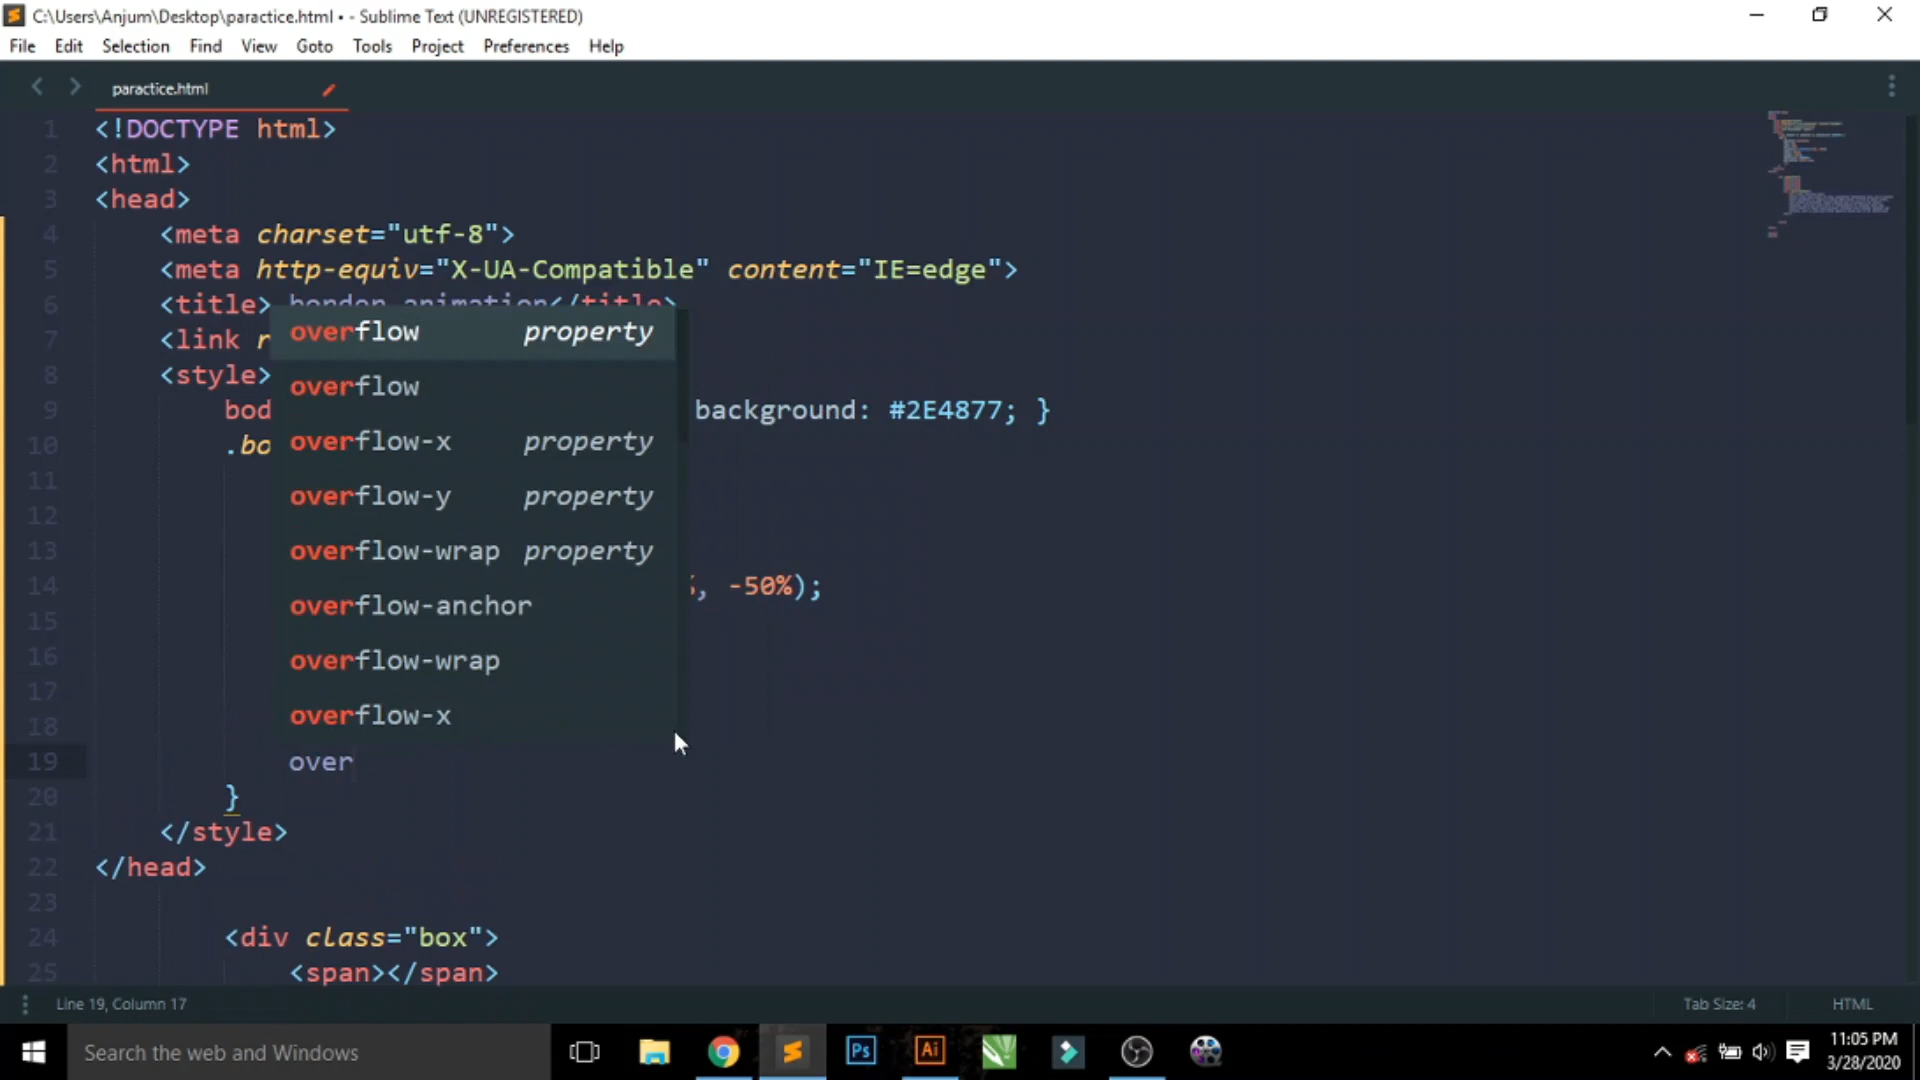 C:\Users\Anjum\Desktop\paractice.html • - Sublime Text (UNREGISTERED)
File Edit Selection Find View Goto Tools Project Preferences Help
paractice.html
1 <!DOCTYPE html>
2 <html>
3 <head>
4 <meta charset="utf-8">
5 <meta http-equiv="X-UA-Compatible" content="IE=edge">
6 <title> border animation</title>
overflow property
7 <link r
8 <style>
overflow
9 bod background: #2E4877; }
10 .bo
overflow-x property
11
overflow-y property
12
13
overflow-wrap property
14 , -50%);
overflow-anchor
15
16
overflow-wrap
17
18
overflow-x
19 over
20 }
21 </style>
22 </head>
23
24 <div class="box">
25 <span></span>
Line 19, Column 17 Tab Size: 4 HTML
Search the web and Windows
Ps
Ai
11:05 PM
3/28/2020